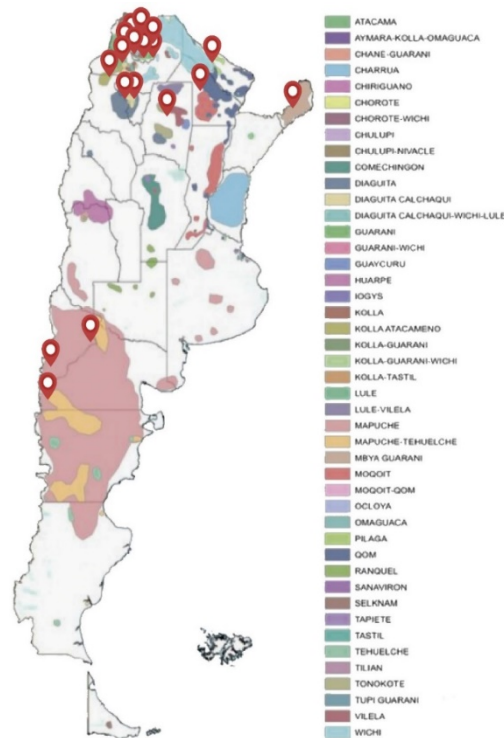 ATACAMA
AYMARA-KOLLA-OMAGUACA
CHANE-GUARANI
CHARRUA
CHIRIGUANO
CHOROTE
CHOROTE-WICHI
CHULUPI
CHULUPI-NIVACLE
COMECHINGON
DIAGUITA
DIAGUITA CALCHAQUI
DIAGUITA CALCHAQUI-WICHI-LULE
GUARANI
GUARANI-WICHI
GUAYCURU
HUARPE
IOGYS
KOLLA
KOLLA ATACAMENO
KOLLA-GUARANI
KOLLA-GUARANI-WICHI
KOLLA-TASTIL
LULE
LULE-VILELA
MAPUCHE
MAPUCHE-TEHUELCHE
MBYA GUARANI
MOQOIT
MOQOIT-QOM
OCLOYA
OMAGUACA
PILAGA
QOM
RANQUEL
SANAVIRON
SELKNAM
TAPIETE
TASTIL
TEHUELCHE
TILIAN
TONOKOTE
TUPI GUARANI
VILELA
WICHI